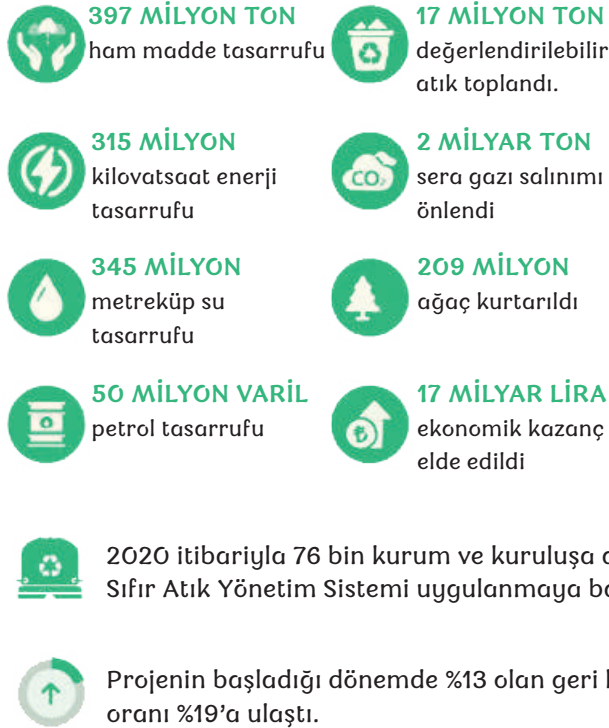 397 MİLYON TON
ham madde tasarrufu
17 MİLYON TON
değerlendirilebilir
atık toplandı.
315 MİLYON
kilovatsaat enerji
tasarrufu
2 MİLYAR TON
CO₂
sera gazı salınımı
önlendi
345 MİLYON
metreküp su
tasarrufu
209 MİLYON
ağaç kurtarıldı
50 MİLYON VARİL
petrol tasarrufu
17 MİLYAR LİRA
ekonomik kazanç
elde edildi
2020 itibariyla 76 bin kurum ve kuruluşa
Sıfır Atık Yönetim Sistemi uygulanmaya
Projenin başladığı dönemde %13 olan geri
oranı %19’a ulaştı.